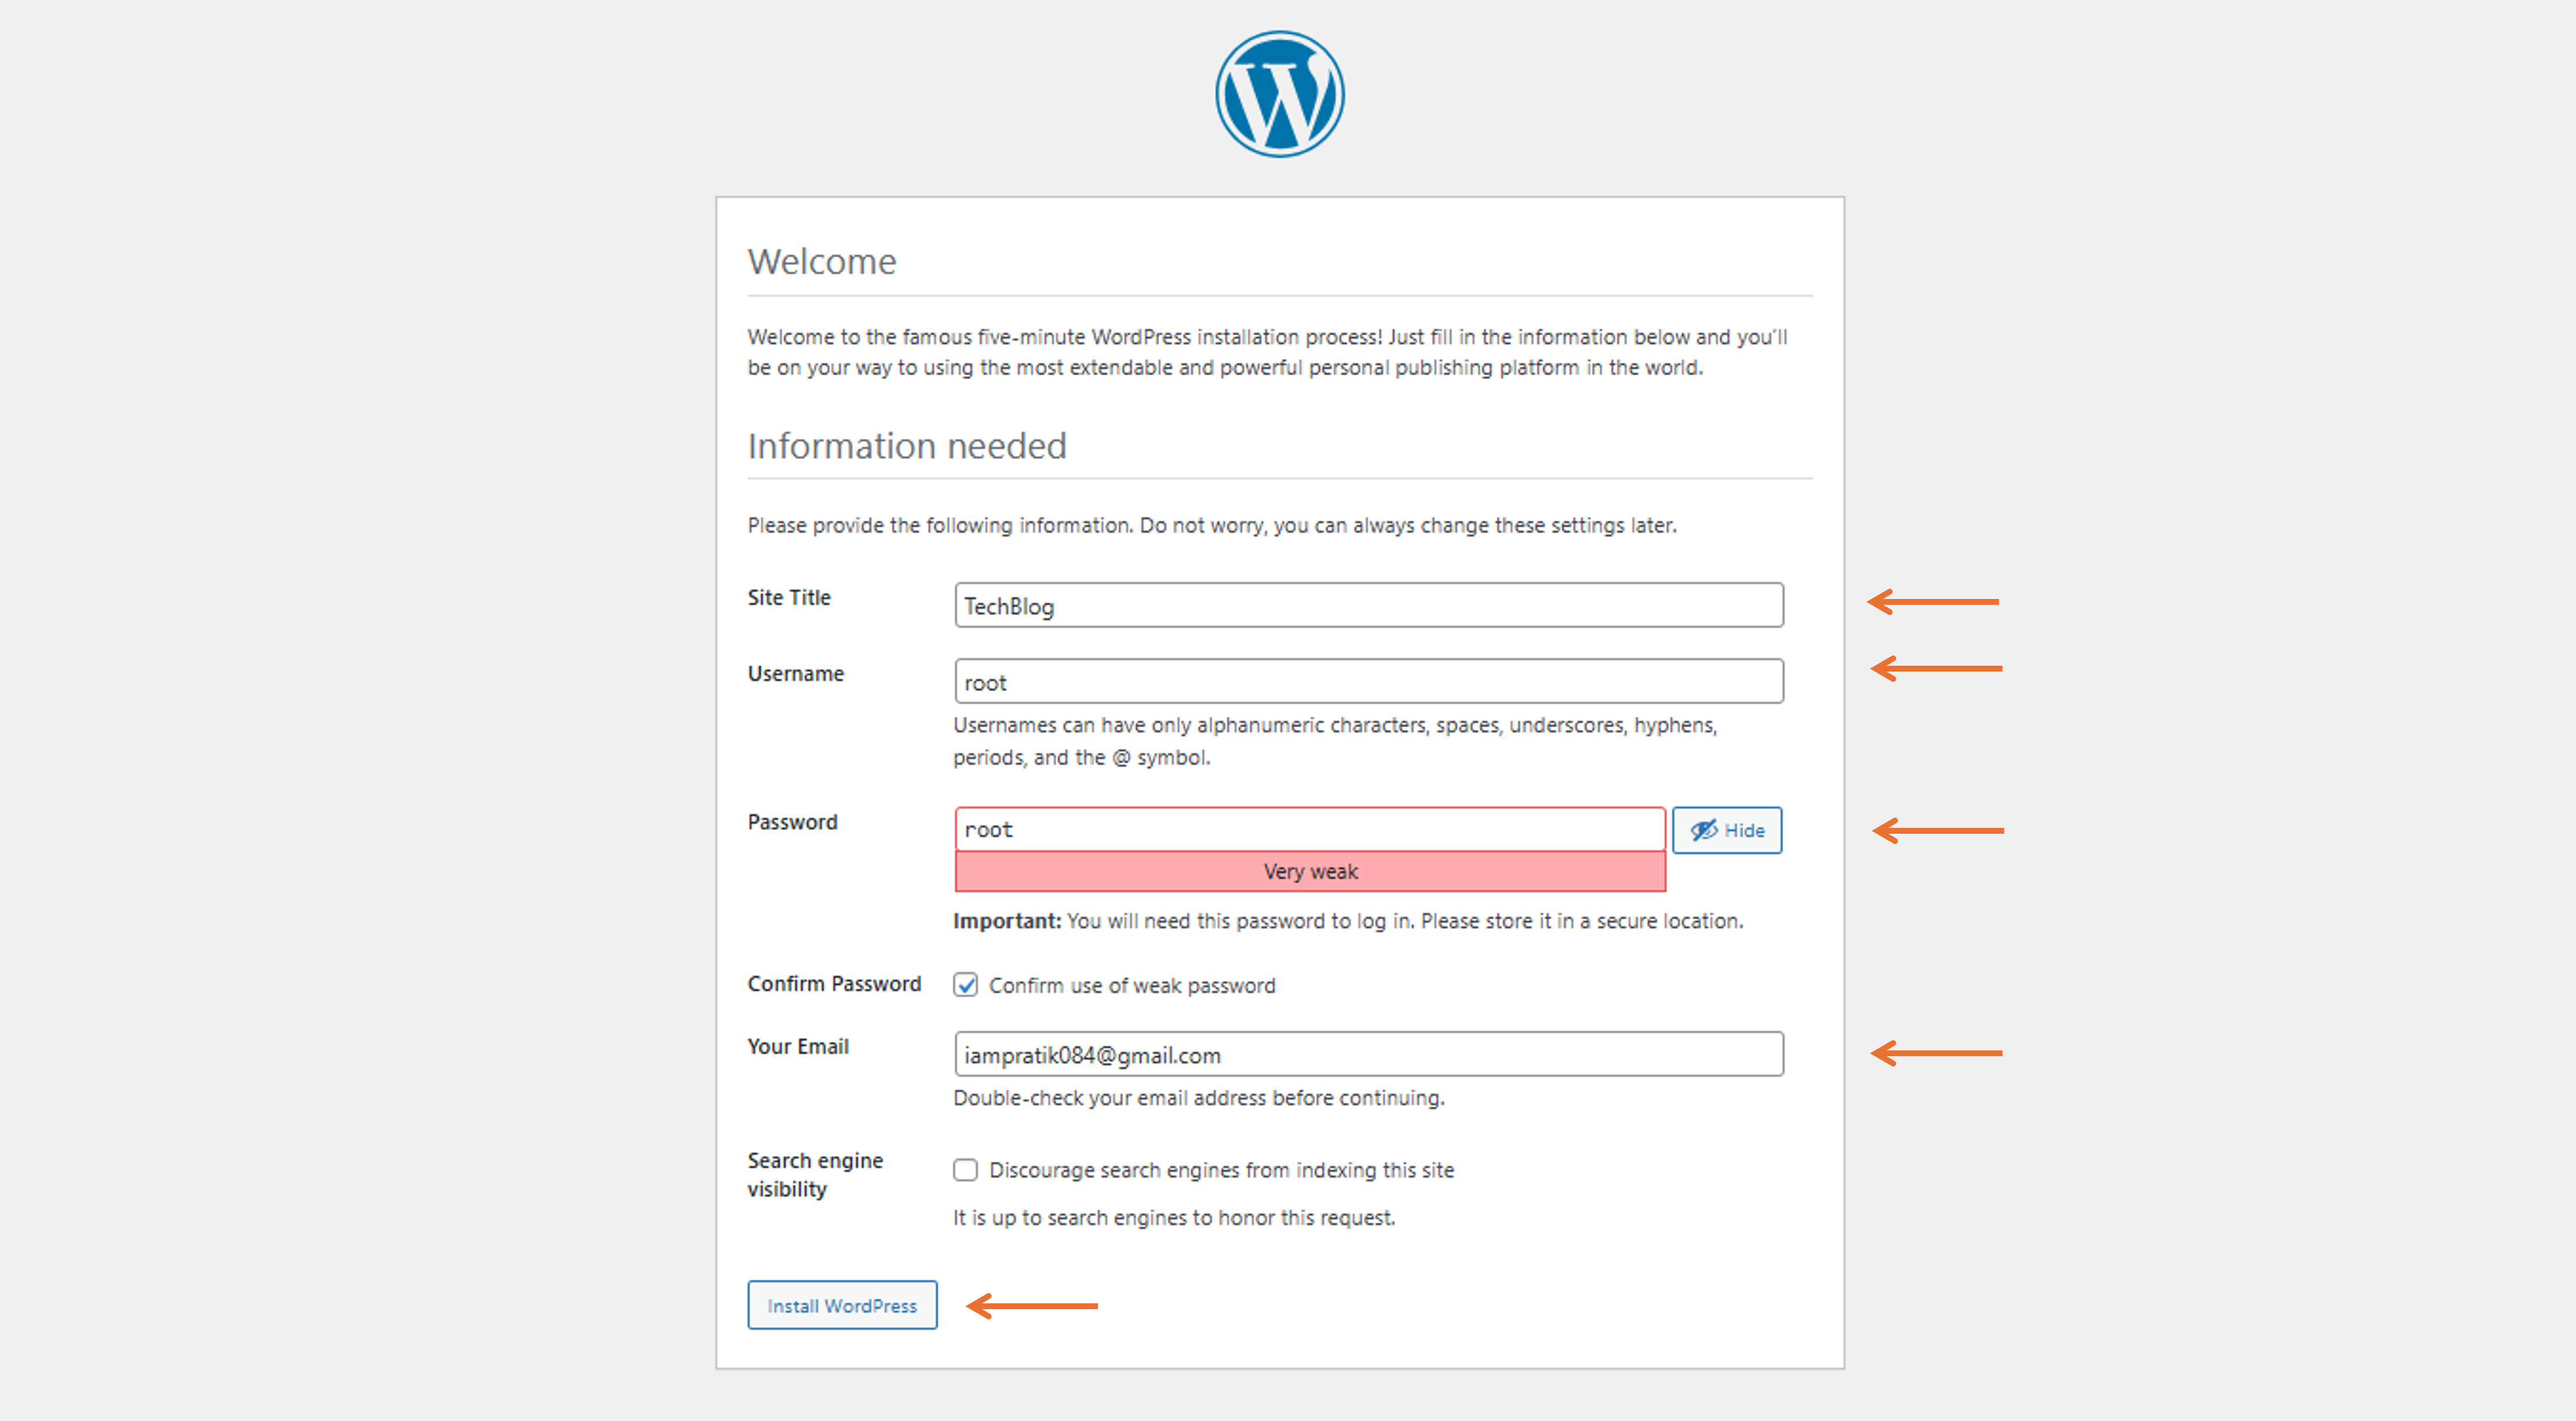 Welcome
Welcome to the famous five-minute WordPress installation process! Just fill in the information below and you'll
be on your way to using the most extendable and powerful personal publishing platform in the world.
Information needed
Please provide the following information. Do not worry, you can always change these settings later.
Site Title
TechBlog
Username
root
Usernames can have only alphanumeric characters, spaces, underscores, hyphens,
periods, and the @ symbol.
Password
root
Hide
Very weak
Important: You will need this password to log in. Please store it in a secure location.
Confirm Password
Confirm use of weak password
Your Email
iampratik084@gmail.com
Double-check your email address before continuing.
Search engine
visibility
Discourage search engines from indexing this site
It is up to search engines to honor this request.
Install WordPress